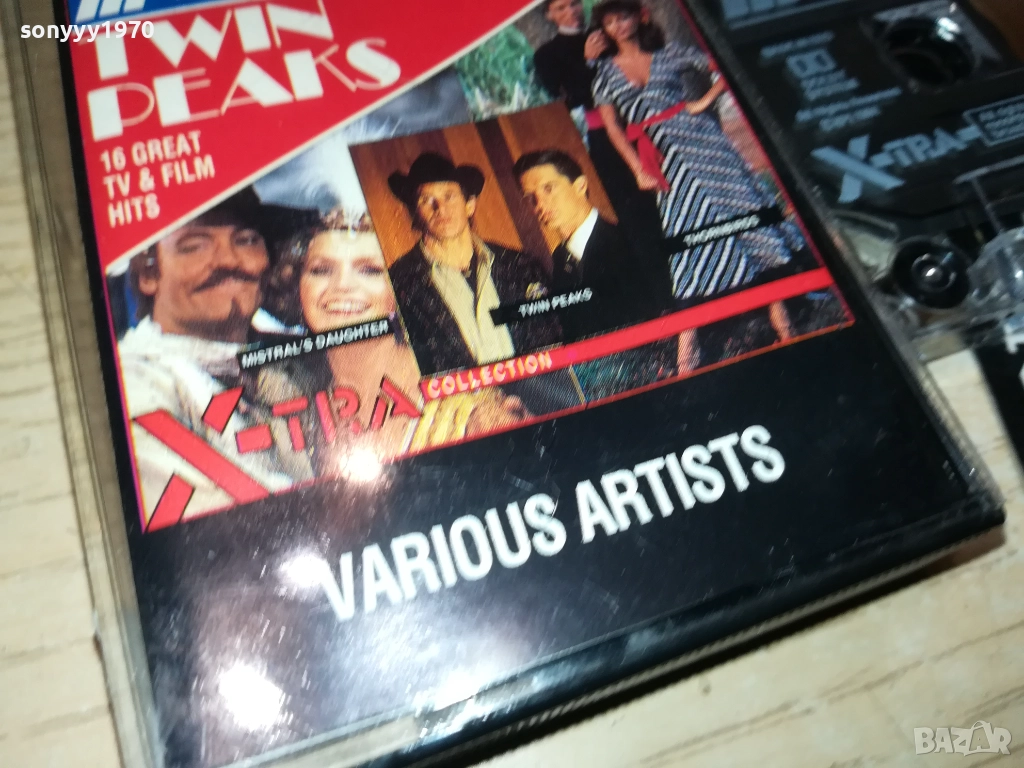 sonyyy1970
TWIN
PEAKS
16 GREAT
TV & FILM
HITS
MISTRAL'S DAUGHTER
TWIN PEAKS
THORNBIRDS
X-TRA COLLECTION
VARIOUS ARTISTS
X-TRA
BAZAR